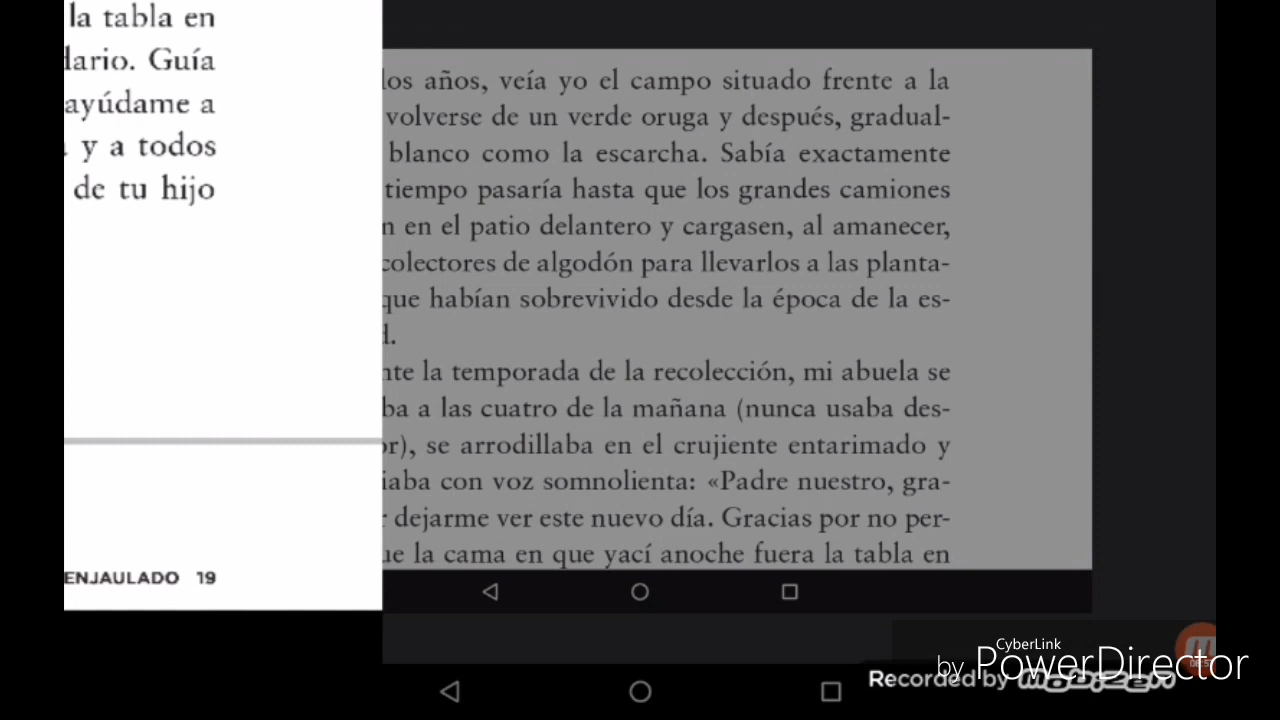 la tabla en
dario. Guía
ayúdame a
y a todos
de tu hijo
ENJAULADO 19
los años, veía yo el campo situado frente a la
volverse de un verde oruga y después, gradual-
blanco como la escarcha. Sabía exactamente
tiempo pasaría hasta que los grandes camiones
n en el patio delantero y cargasen, al amanecer,
colectores de algodón para llevarlos a las planta-
que habían sobrevivido desde la época de la es-
d.
nte la temporada de la recolección, mi abuela se
ba a las cuatro de la mañana (nunca usaba des-
or), se arrodillaba en el crujiente entarimado y
iaba con voz somnolienta: «Padre nuestro, gra-
r dejarme ver este nuevo día. Gracias por no per-
ue la cama en que yací anoche fuera la tabla en
CyberLink
by PowerDirector
Recorded by